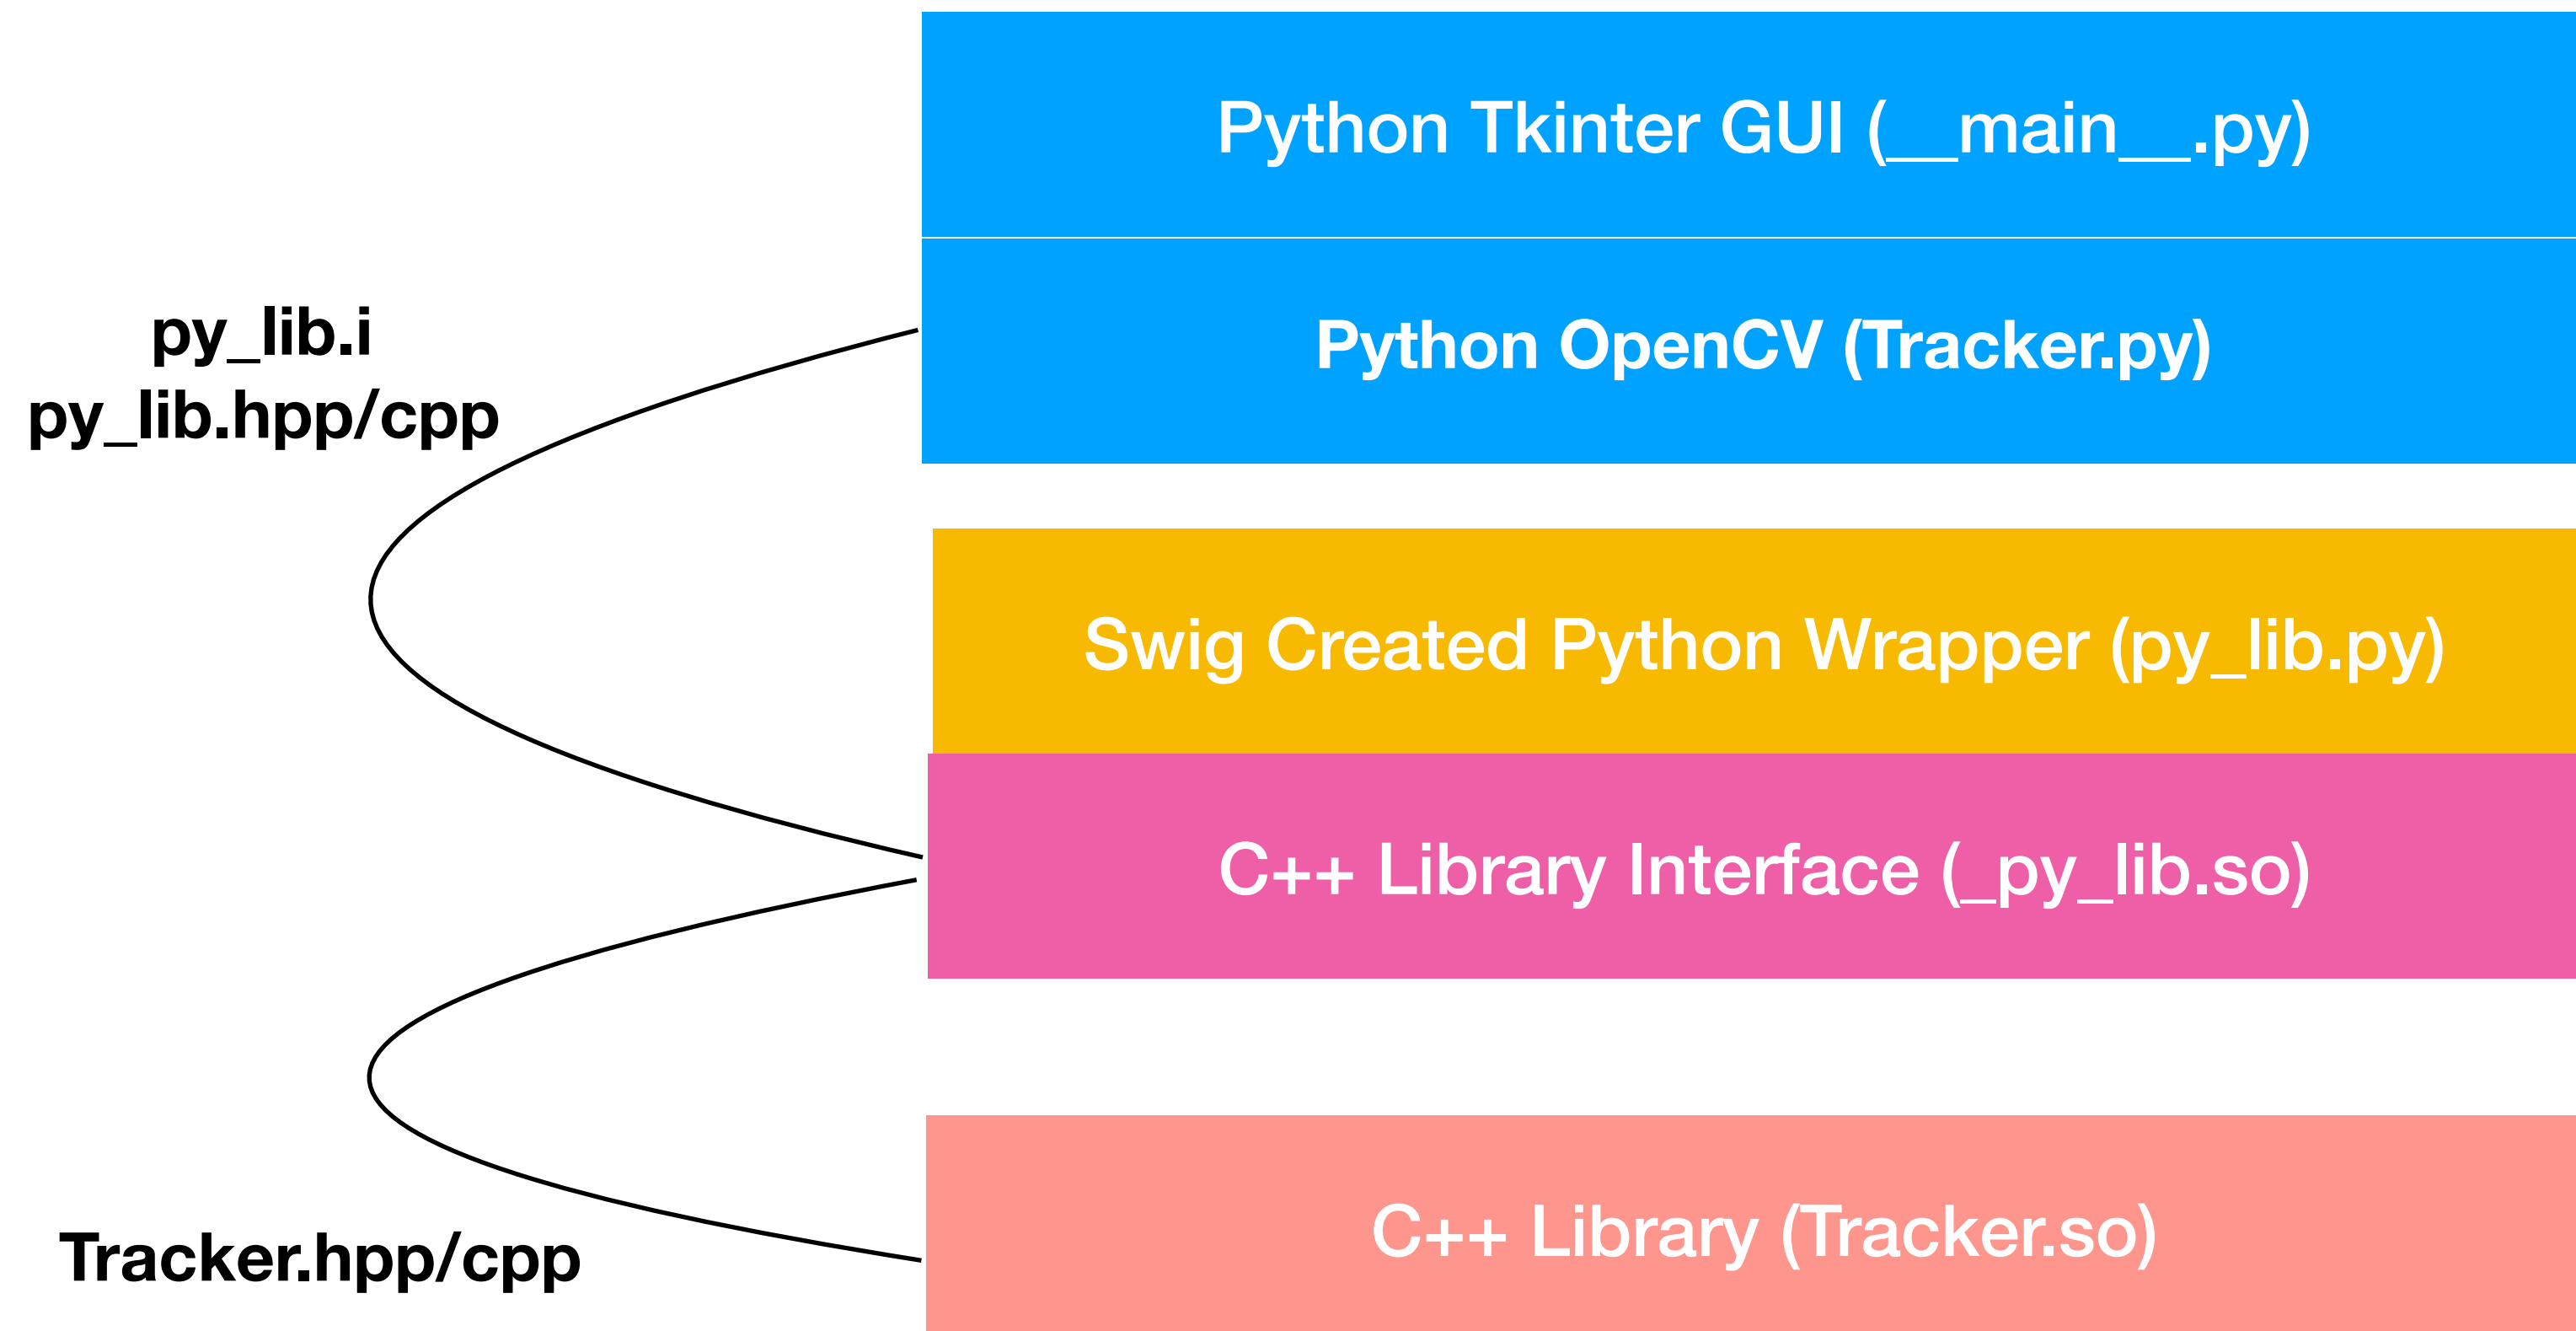 Python Tkinter GUI (__main__.py)
py_lib.i
py_lib.hpp/cpp
Python OpenCV (Tracker.py)
Swig Created Python Wrapper (py_lib.py)
C++ Library Interface (_py_lib.so)
Tracker.hpp/cpp
C++ Library (Tracker.so)